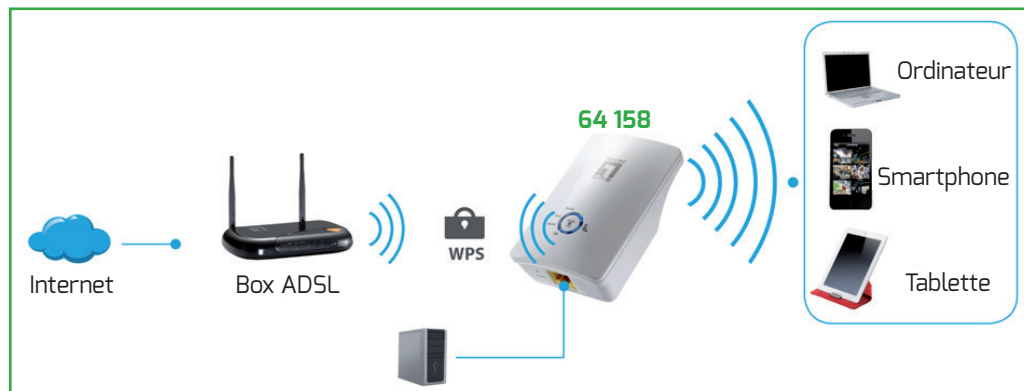 Ordinateur
64 158
Smartphone
WPS
Internet
Box ADSL
Tablette